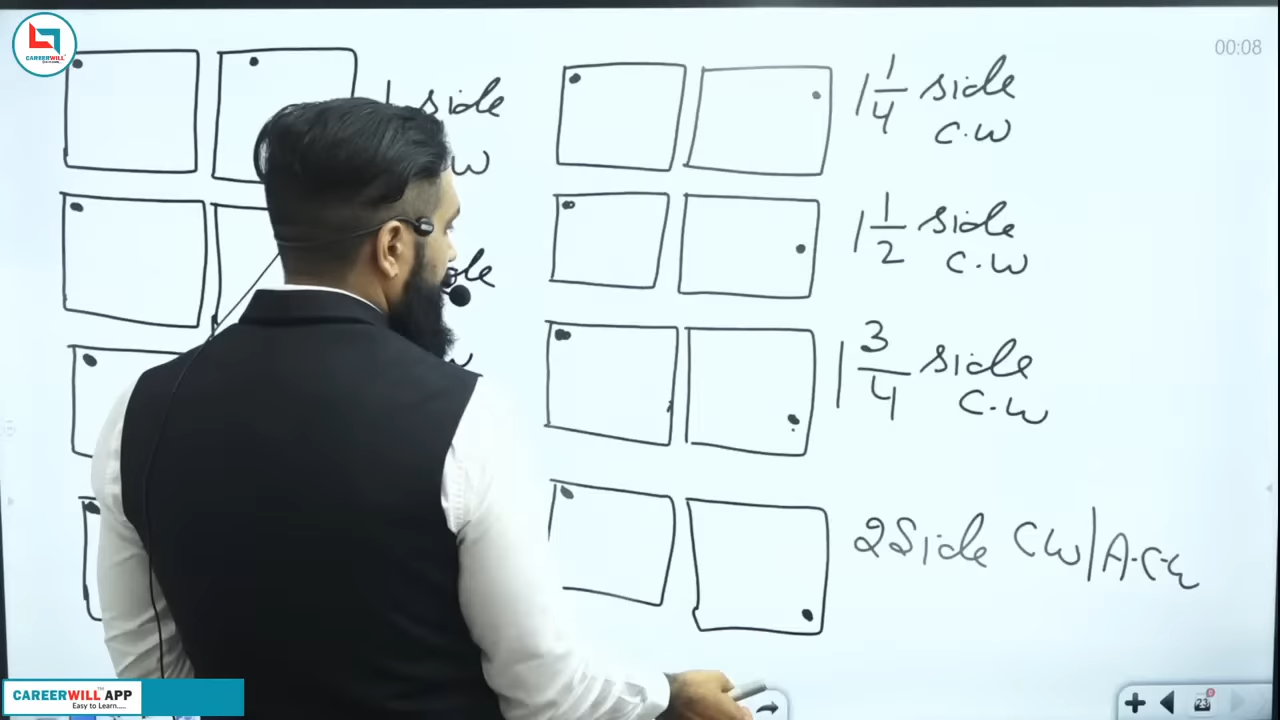 CAREERWILL
00:08
side
W
1 1/4 side
C.W
1 1/2 side
C.W
1 3/4 side
C.W
2 Side CW/A.C.W
CAREERWILL APP
Easy to Learn.....
23